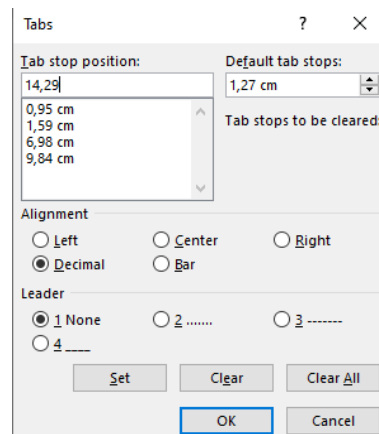 Tabs ? ×
Tab stop position: Default tab stops:
14,29 1,27 cm
0,95 cm
1,59 cm
6,98 cm
9,84 cm
Tab stops to be cleared:
Alignment
Left Center Right
Decimal Bar
Leader
1 None 2 ....... 3 -------
4 ____
Set Clear Clear All
OK Cancel